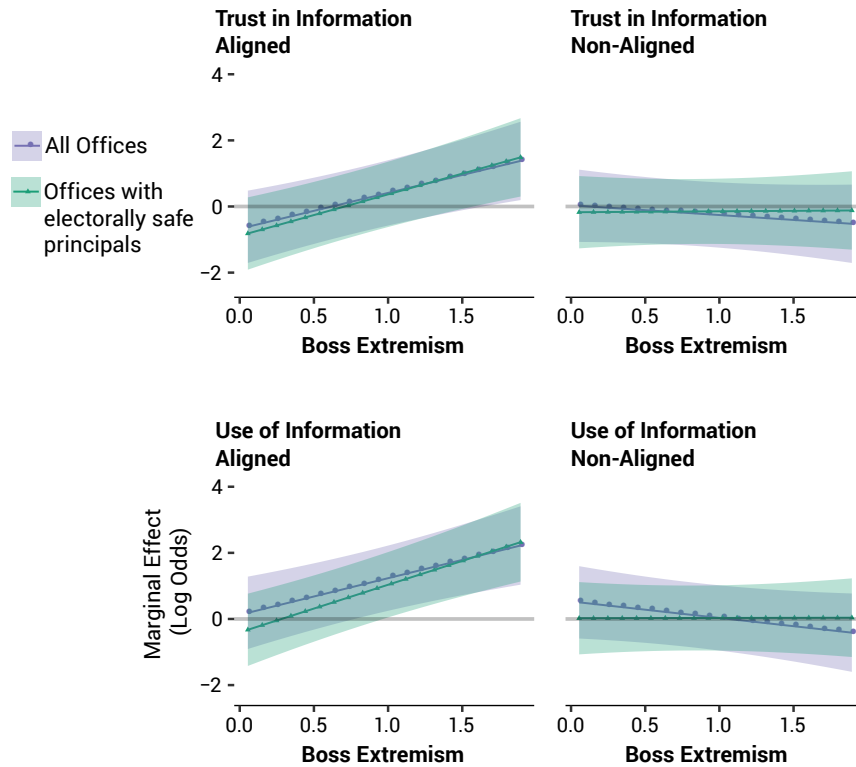 Trust in Information
Aligned
Trust in Information
Non-Aligned
All Offices
Offices with
electorally safe
principals
4
2
0
−2
0.0 0.5 1.0 1.5
0.0 0.5 1.0 1.5
Boss Extremism
Boss Extremism
Use of Information
Aligned
Use of Information
Non-Aligned
Marginal Effect
(Log Odds)
4
2
0
−2
0.0 0.5 1.0 1.5
0.0 0.5 1.0 1.5
Boss Extremism
Boss Extremism